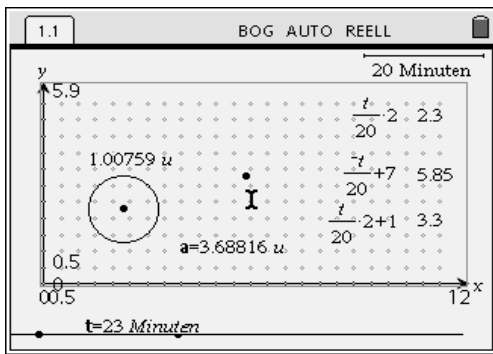 1.1 BOG AUTO REELL
20 Minuten
y
5.9
t/20·2 2.3
1.00759 u
-t/20+7 5.85
t/20·2+1 3.3
a=3.68816 u
0.5
0
0 0.5 12 x
t=23 Minuten